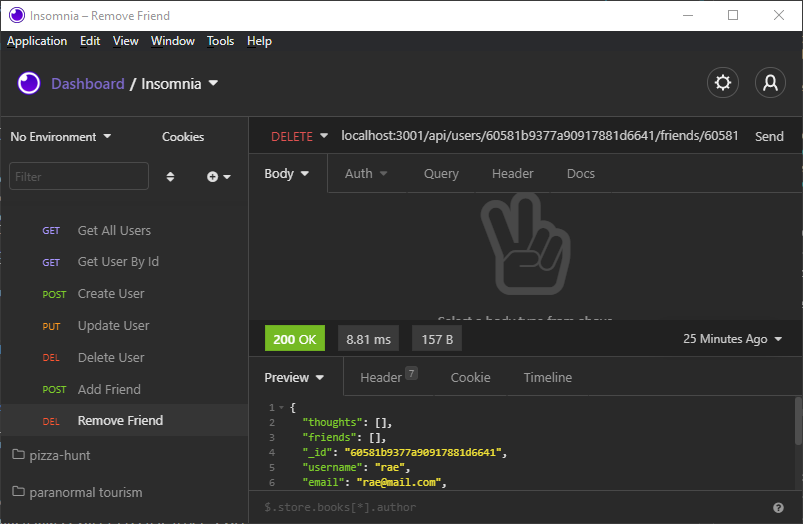 Insomnia – Remove Friend
Application Edit View Window Tools Help
Dashboard / Insomnia
No Environment Cookies
DELETE localhost:3001/api/users/60581b9377a90917881d6641/friends/60581 Send
Filter
Body Auth Query Header Docs
GET Get All Users
GET Get User By Id
POST Create User
PUT Update User
DEL Delete User
POST Add Friend
DEL Remove Friend
pizza-hunt
paranormal tourism
Select a body type from above
200 OK 8.81 ms 157 B 25 Minutes Ago
Preview Header 7 Cookie Timeline
1 {
2 "thoughts": [],
3 "friends": [],
4 "_id": "60581b9377a90917881d6641",
5 "username": "rae",
6 "email": "rae@mail.com",
$.store.books[*].author